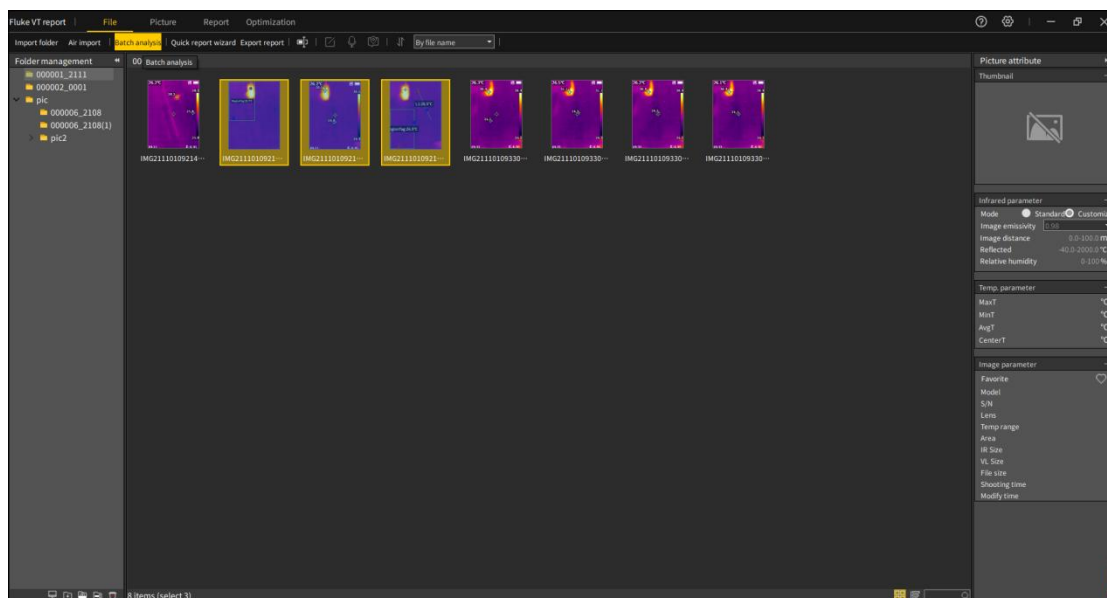 Fluke VT report File Picture Report Optimization
Import folder Air import Batch analysis Quick report wizard Export report By file name
Folder management 00 Batch analysis Picture attribute
000001_2111
000002_0001
pic
000006_2108
000006_2108(1)
pic2
IMG21110109214··· IMG2111010921··· IMG2111010921··· IMG2111010921··· IMG21110109330··· IMG21110109330··· IMG21110109330··· IMG21110109330···
Thumbnail
Infrared parameter
Mode Standard Customiz
Image emissivity 0.98
Image distance 0.0-100.0 m
Reflected -40.0-2000.0 °C
Relative humidity 0-100 %
Temp. parameter
MaxT °C
MinT °C
AvgT °C
CenterT °C
Image parameter
Favorite
Model
S/N
Lens
Temp range
Area
IR Size
VL Size
File size
Shooting time
Modify time
8 items (select 3)